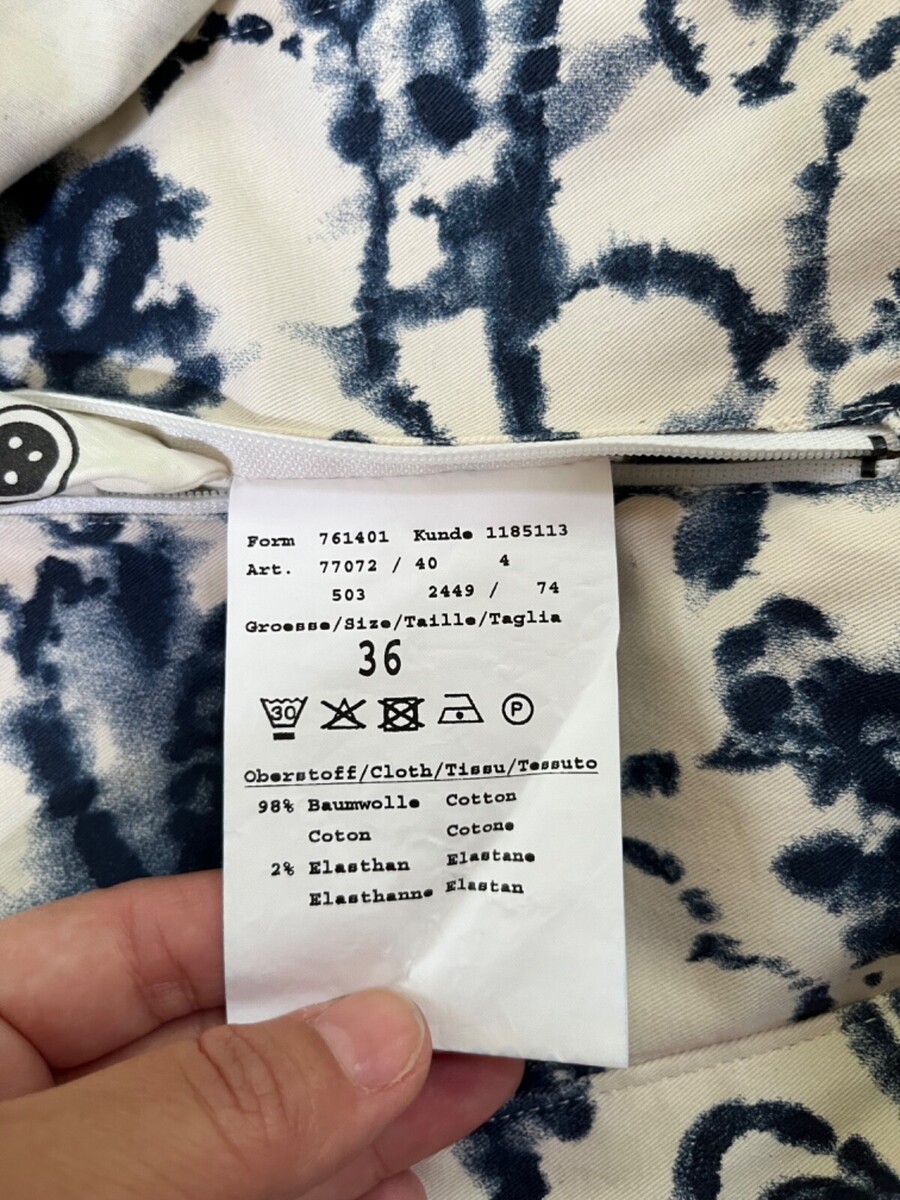 Form 761401 Kunde 1185113
Art. 77072 / 40 4
503 2449 / 74
Groesse/Size/Taille/Taglia
36
30 P
Oberstoff/Cloth/Tissu/Tessuto
98% Baumwolle Cotton
Coton Cotone
2% Elasthan Elastane
Elasthanne Elastan